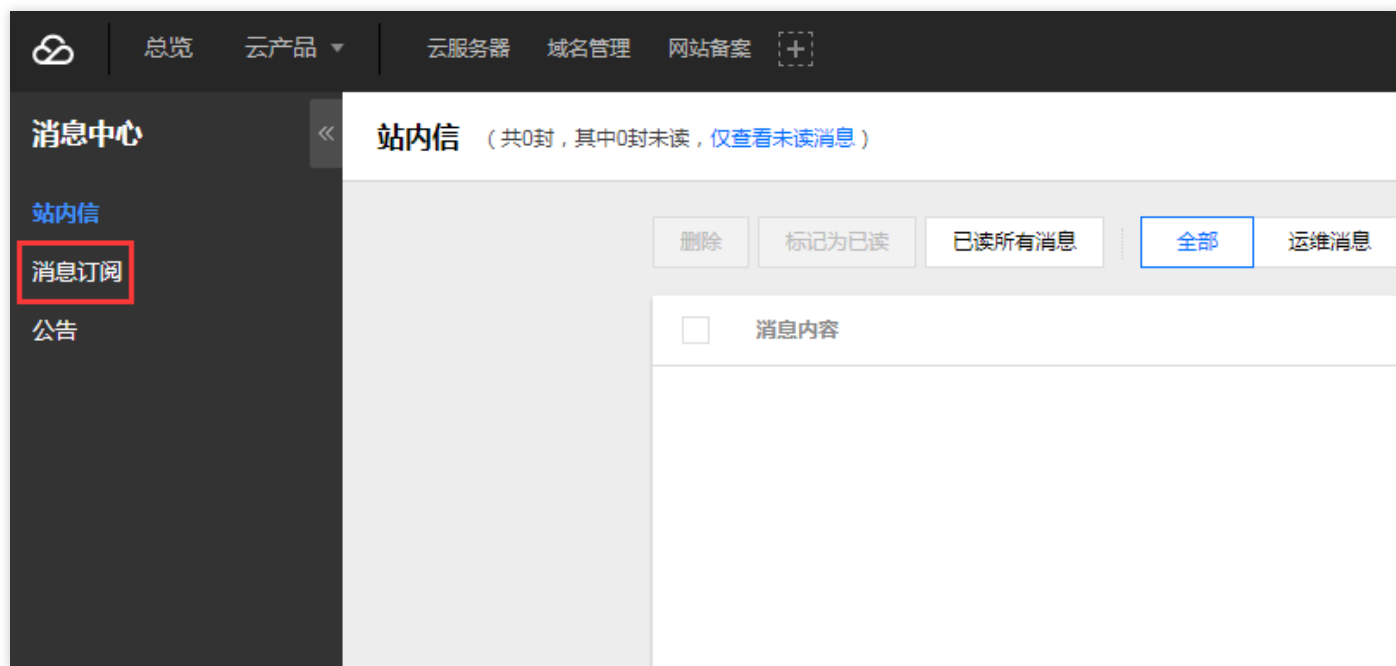 总览 云产品 云服务器 域名管理 网站备案
消息中心
站内信 (共0封，其中0封未读，仅查看未读消息)
站内信
消息订阅
公告
删除 标记为已读 已读所有消息 全部 运维消息
消息内容